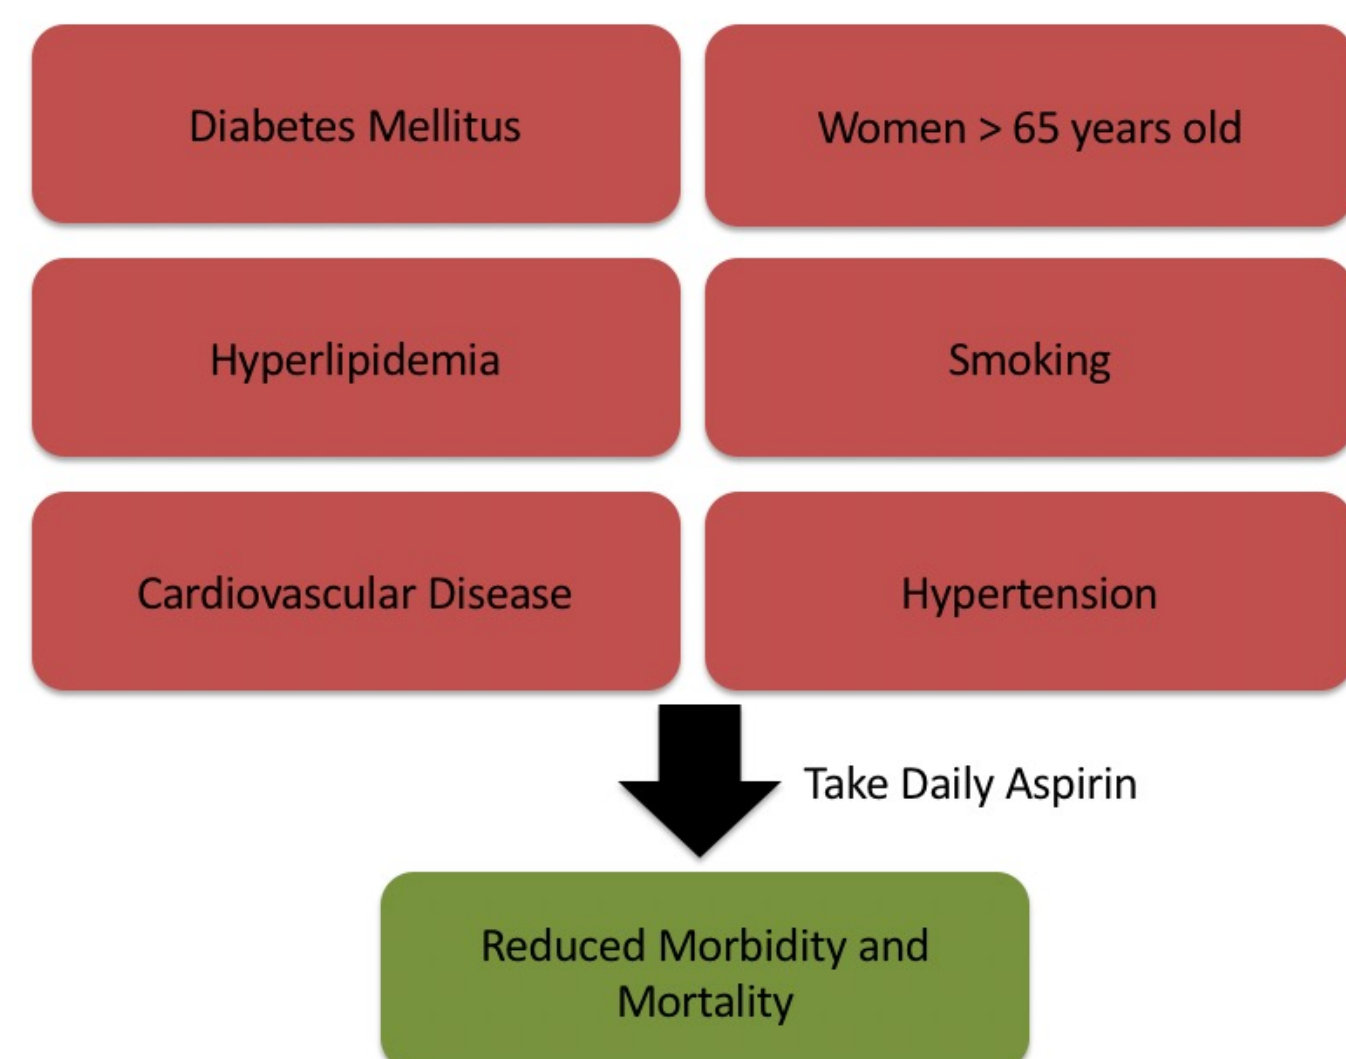 Diabetes Mellitus
Women > 65 years old
Hyperlipidemia
Smoking
Cardiovascular Disease
Hypertension
Take Daily Aspirin
Reduced Morbidity and
Mortality